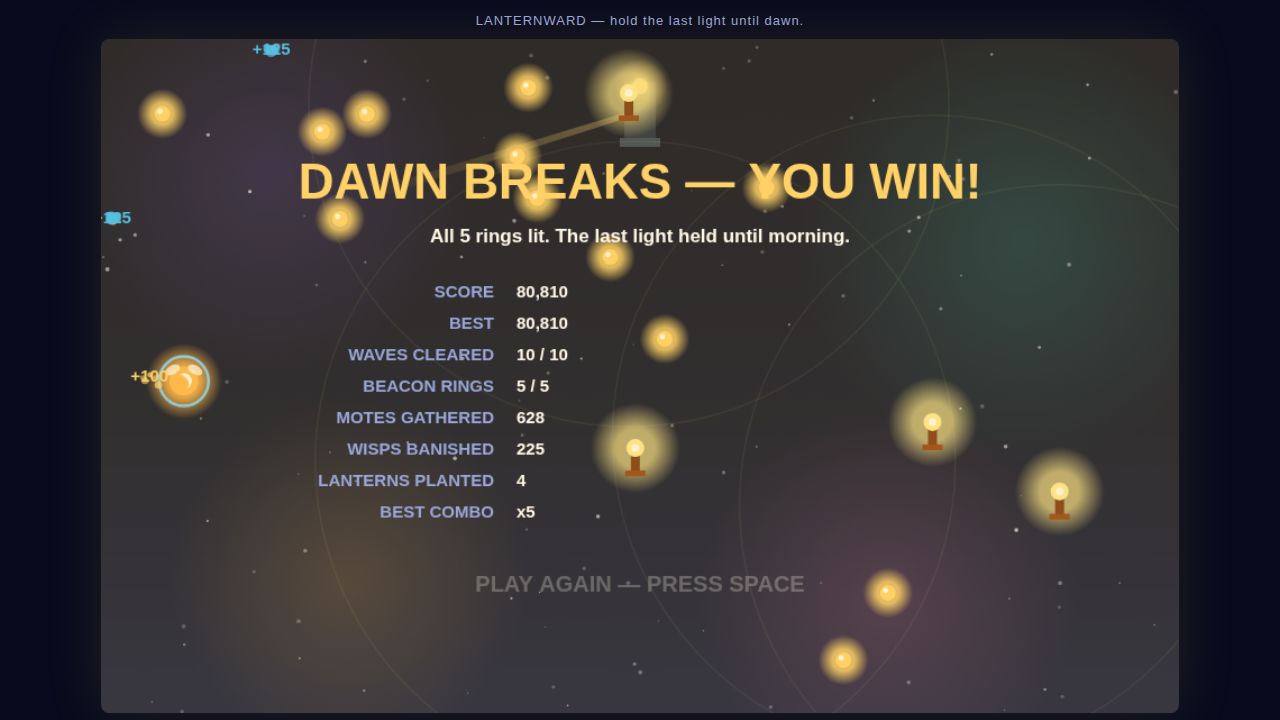 LANTERNWARD — hold the last light until dawn.
DAWN BREAKS — YOU WIN!
All 5 rings lit. The last light held until morning.
SCORE 80,810
BEST 80,810
WAVES CLEARED 10 / 10
+100
BEACON RINGS 5 / 5
MOTES GATHERED 628
WISPS BANISHED 225
LANTERNS PLANTED 4
BEST COMBO x5
PLAY AGAIN — PRESS SPACE